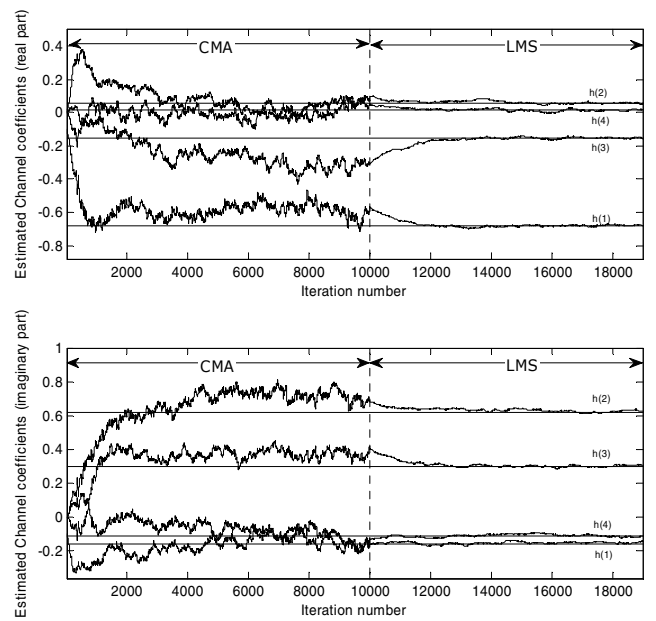 Estimated Channel coefficients (real part)
0.4
0.2
0
-0.2
-0.4
-0.6
-0.8
CMA
LMS
h(2)
h(4)
h(3)
h(1)
2000 4000 6000 8000 10000 12000 14000 16000 18000
Iteration number
Estimated Channel coefficients (imaginary part)
1
0.8
0.6
0.4
0.2
0
-0.2
CMA
LMS
h(2)
h(3)
h(4)
h(1)
2000 4000 6000 8000 10000 12000 14000 16000 18000
Iteration number